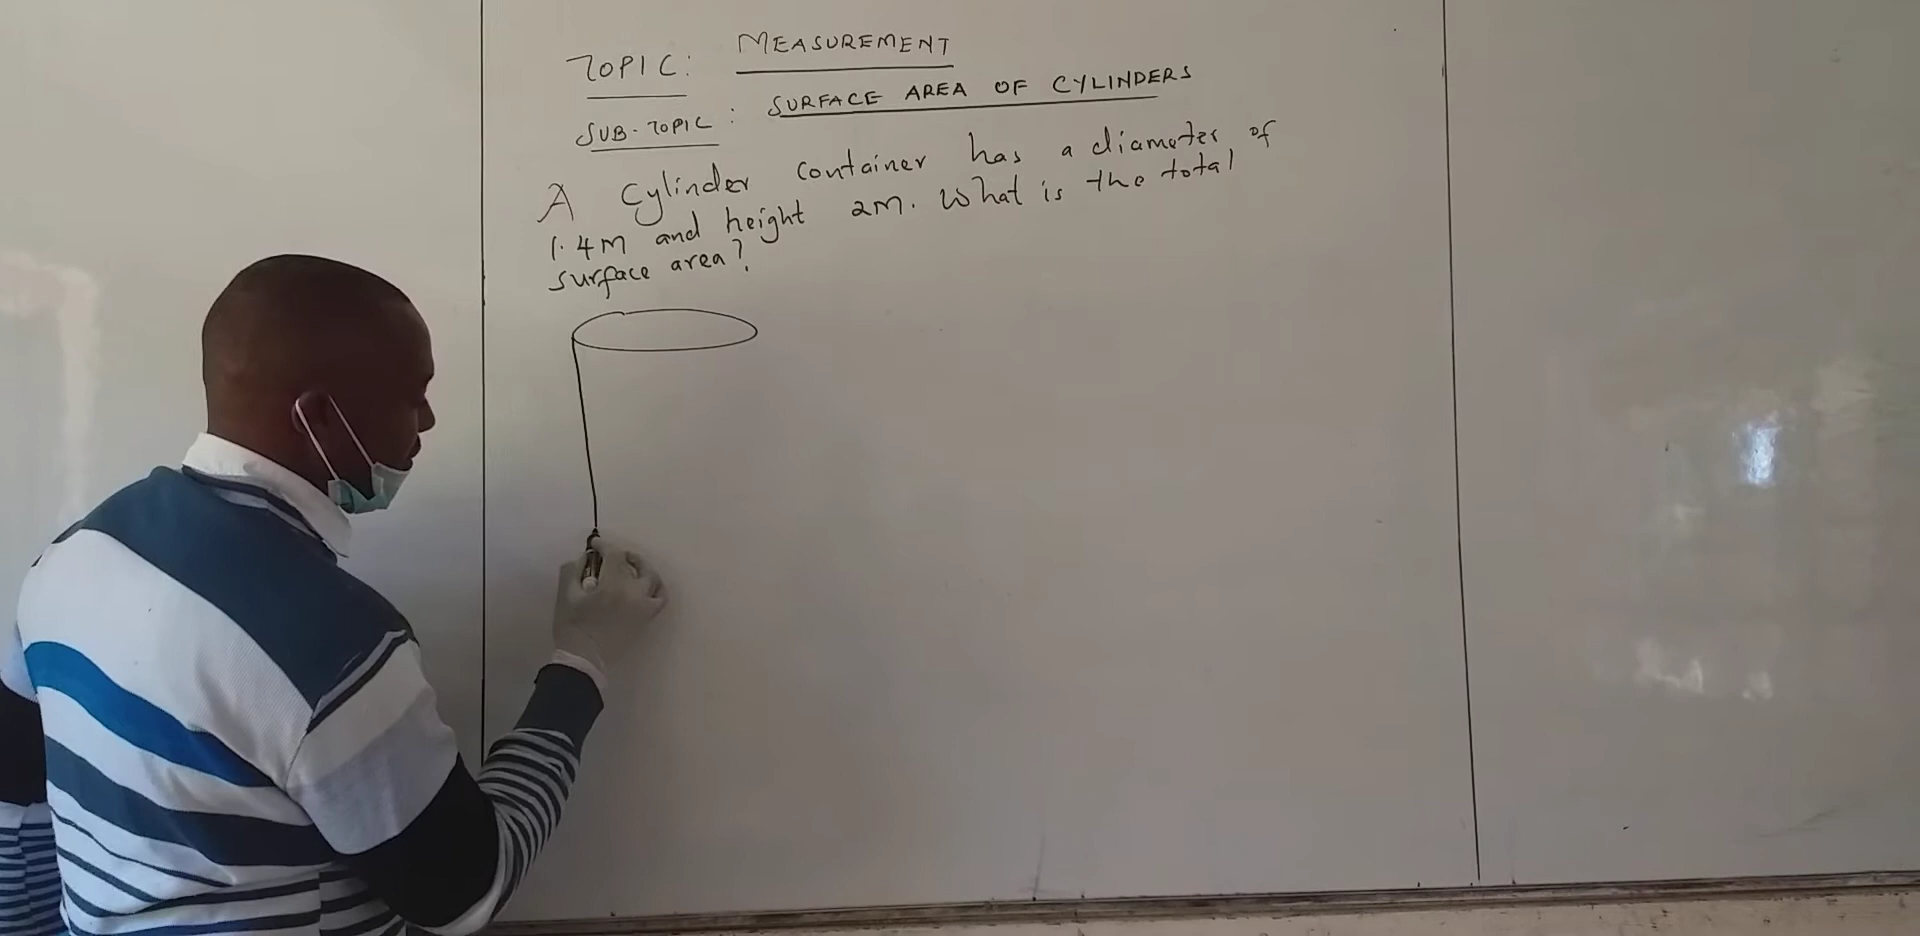 TOPIC: MEASUREMENT
SUB-TOPIC: SURFACE AREA OF CYLINDERS
A cylinder container has a diameter of
1.4M and height 2M. What is the total
surface area?